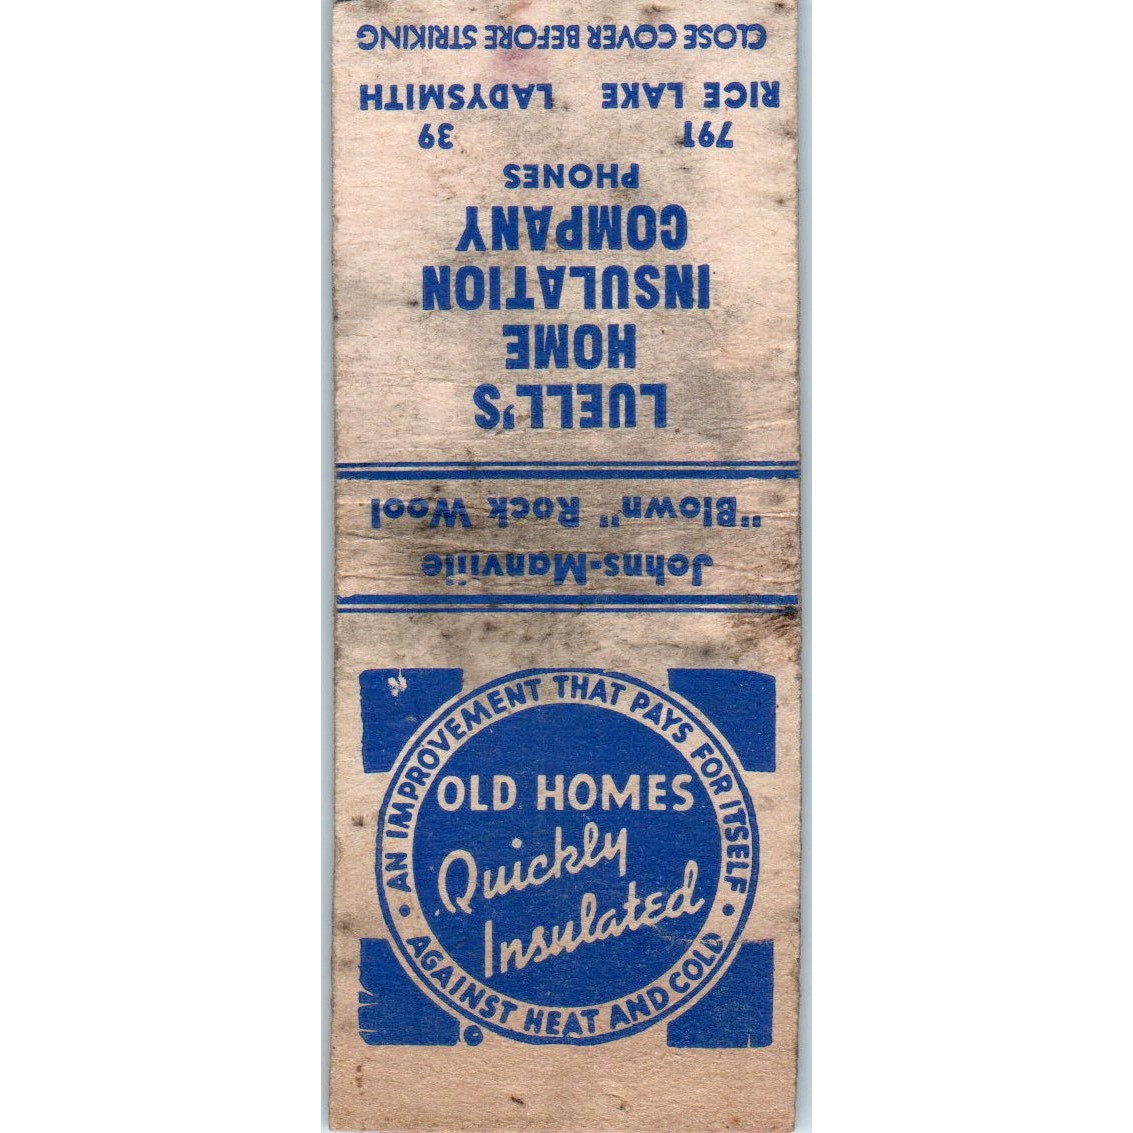 CLOSE COVER BEFORE STRIKING
LUELL'S
HOME
INSULATION
COMPANY
PHONES
791 39
RICE LAKE LADYSMITH
Johns-Manville
"Blown" Rock Wool
• AN IMPROVEMENT THAT PAYS FOR ITSELF •
OLD HOMES
Quickly
Insulated
AGAINST HEAT AND COLD